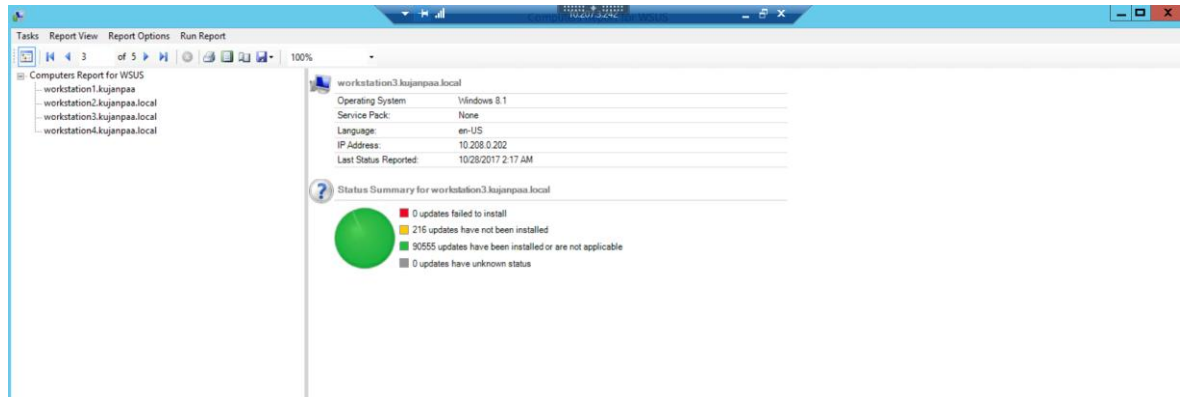 10.207.3.242
Tasks Report View Report Options Run Report
3 of 5 100%
Computers Report for WSUS
workstation1.kujanpaa
workstation2.kujanpaa.local
workstation3.kujanpaa.local
workstation4.kujanpaa.local
workstation3.kujanpaa.local
Operating System Windows 8.1
Service Pack: None
Language: en-US
IP Address: 10.208.0.202
Last Status Reported: 10/28/2017 2:17 AM
Status Summary for workstation3.kujanpaa.local
0 updates failed to install
216 updates have not been installed
90555 updates have been installed or are not applicable
0 updates have unknown status